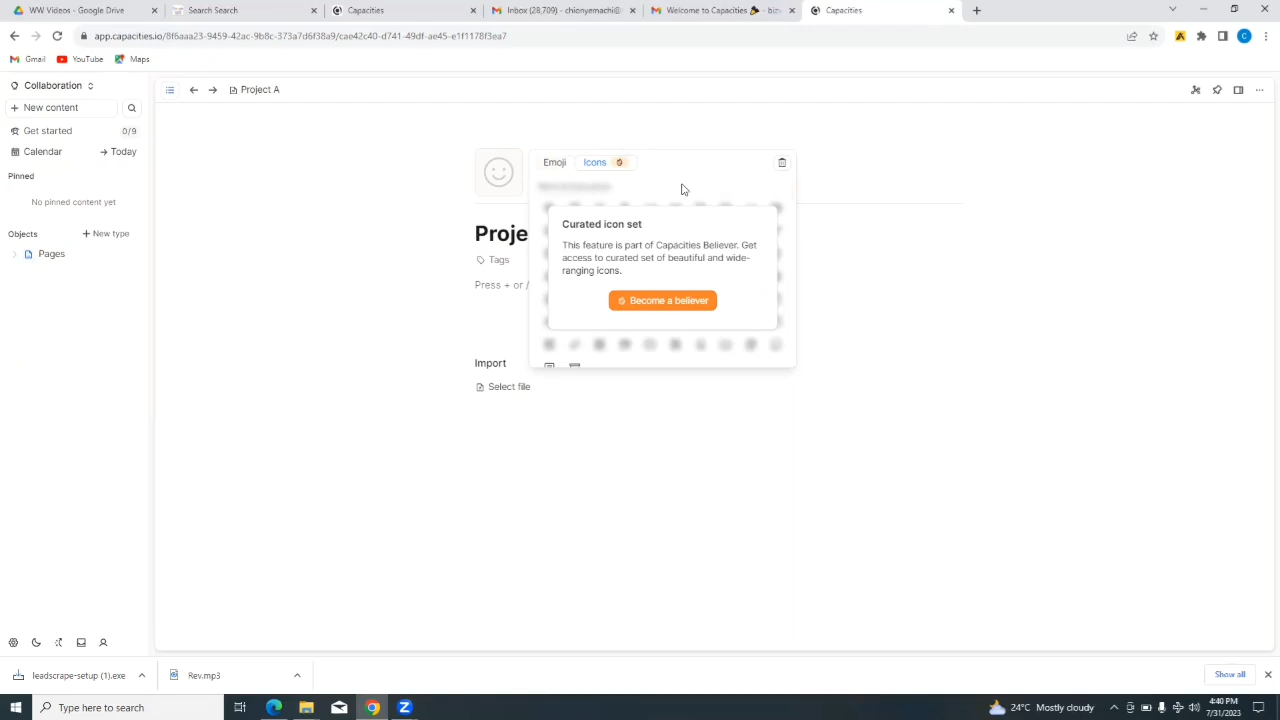 WW Videos - Google Drive
Search Search
Capacities
Inbox (28,709) - chionyemachi@
Welcome to Capacities 🎉 - biz
Capacities
app.capacities.io/8f6aaa23-9459-42ac-9b8c-373a7d6f38a9/cae42c40-d741-49df-ae45-e1f1178f3ea7
C
Gmail
YouTube
Maps
Collaboration
Project A
New content
Get started
0/9
Calendar
→ Today
Pinned
No pinned content yet
Objects
+ New type
Pages
Emoji
Icons
Curated icon set
This feature is part of Capacities Believer. Get
access to curated set of beautiful and wide-
ranging icons.
Become a believer
Proje
Tags
Press + or /
Import
Select file
leadscrape-setup (1).exe
Rev.mp3
Show all
Type here to search
24°C Mostly cloudy
4:40 PM
7/31/2023